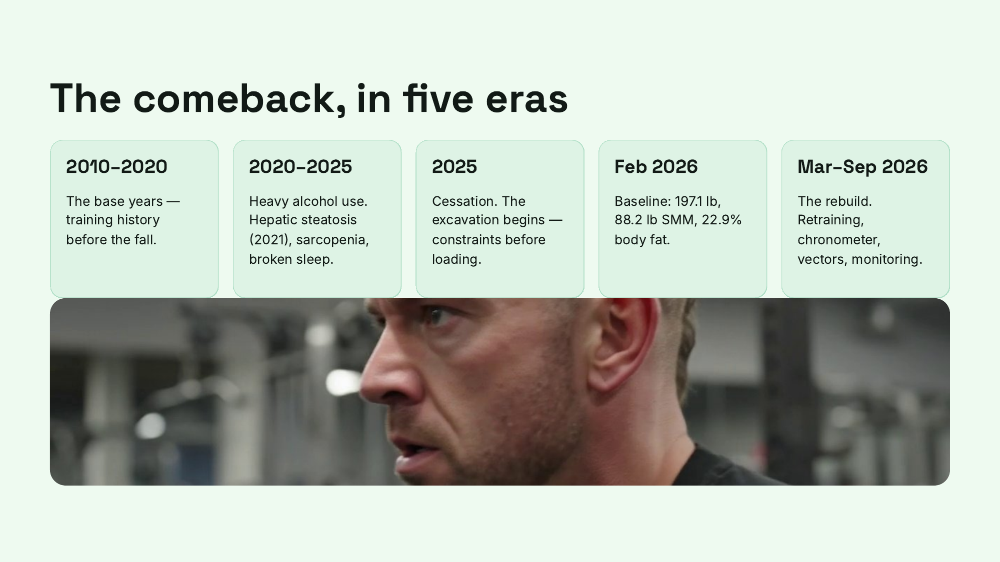 The comeback, in five eras
2010–2020
The base years —
training history
before the fall.
2020–2025
Heavy alcohol use.
Hepatic steatosis
(2021), sarcopenia,
broken sleep.
2025
Cessation. The
excavation begins —
constraints before
loading.
Feb 2026
Baseline: 197.1 lb,
88.2 lb SMM, 22.9%
body fat.
Mar–Sep 2026
The rebuild.
Retraining,
chronometer,
vectors, monitoring.